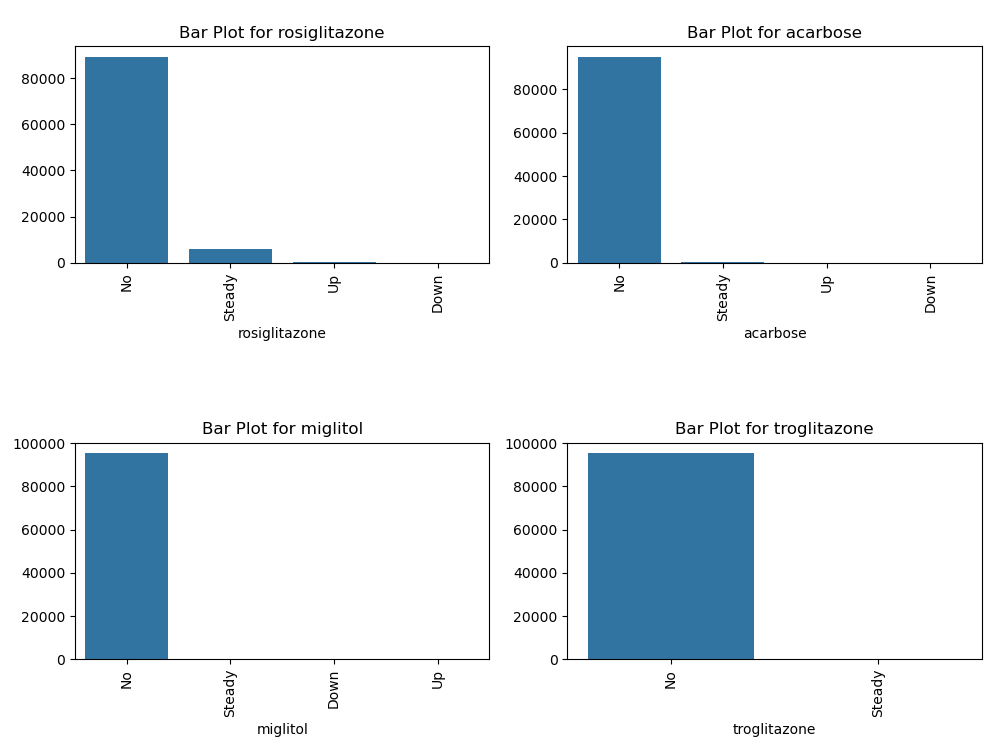 Bar Plot for rosiglitazone
80000
60000
40000
20000
0
No
Steady
Up
Down
rosiglitazone
Bar Plot for acarbose
80000
60000
40000
20000
0
No
Steady
Up
Down
acarbose
Bar Plot for miglitol
100000
80000
60000
40000
20000
0
No
Steady
Down
Up
miglitol
Bar Plot for troglitazone
100000
80000
60000
40000
20000
0
No
Steady
troglitazone